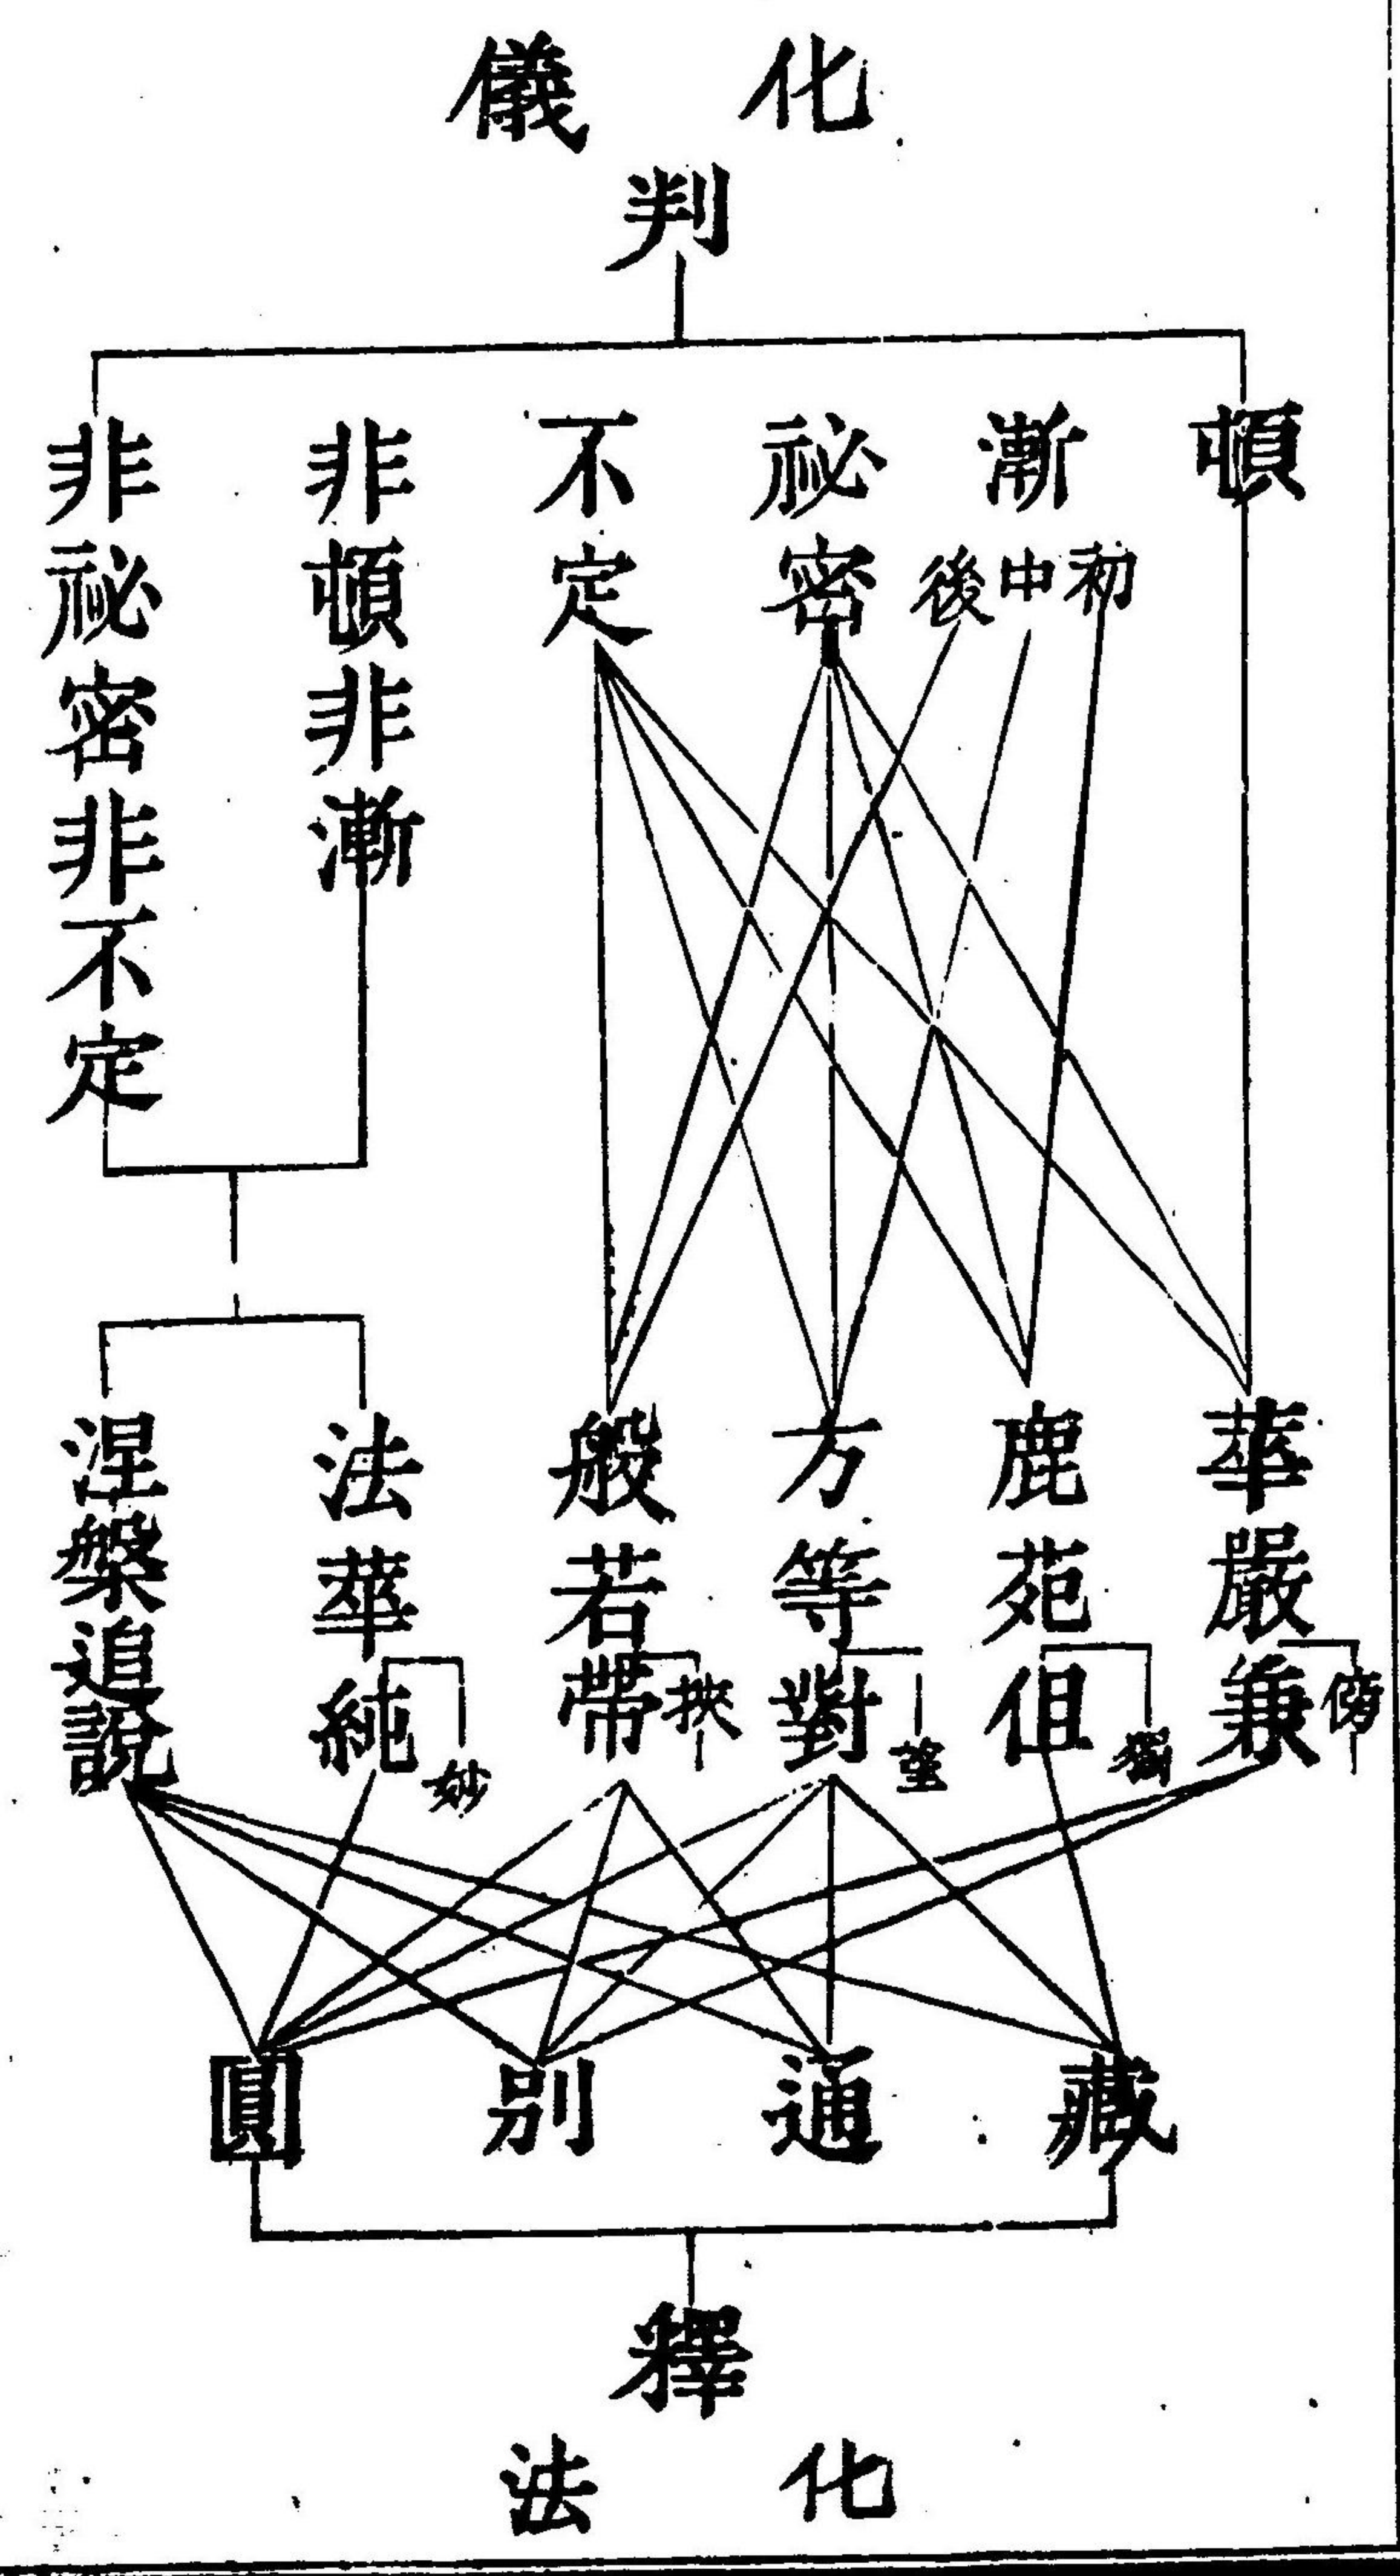 化儀
判
頓
漸
初
中
後
祕密
不定
非頓非漸
非祕密非不定
華嚴兼
傍
鹿苑但
獨
方等對
望
般若帶
挾
法華純
妙
涅槃追說
藏
通
別
圓
釋
化法